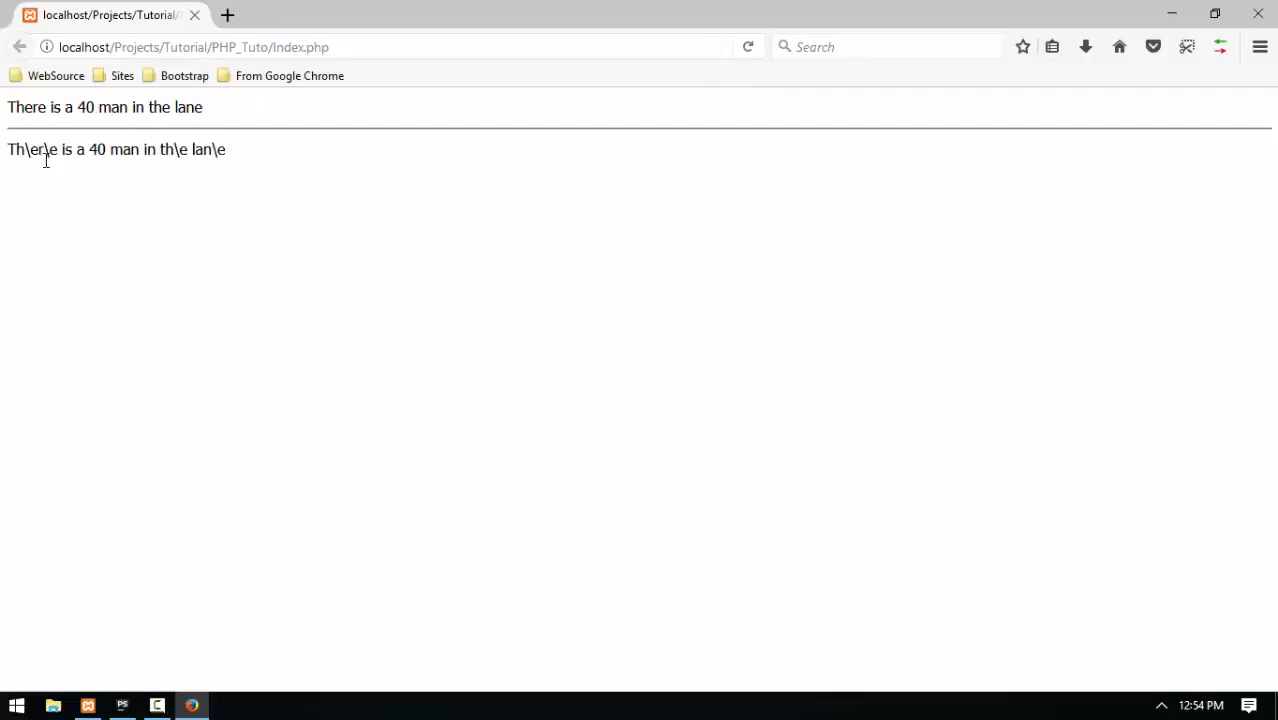 localhost/Projects/Tutorial/
localhost/Projects/Tutorial/PHP_Tuto/Index.php
Search
WebSource
Sites
Bootstrap
From Google Chrome
There is a 40 man in the lane
Th\er\e is a 40 man in th\e lan\e
PS
C
12:54 PM